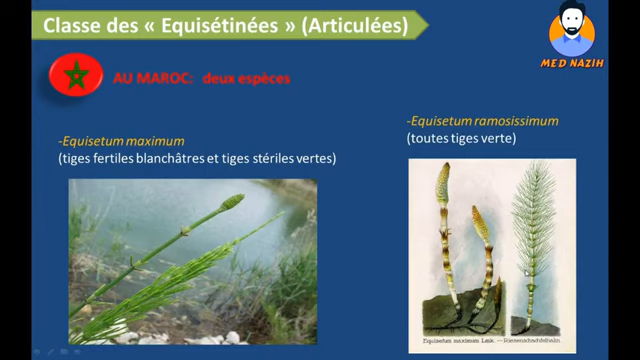 Classe des « Equisétinées » (Articulées)
MED NAZIH
AU MAROC: deux espèces
-Equisetum maximum
(tiges fertiles blanchâtres et tiges stériles vertes)
-Equisetum ramosissimum
(toutes tiges verte)
Equisetum maximum Lmk. — Riesenschachtelhalm.